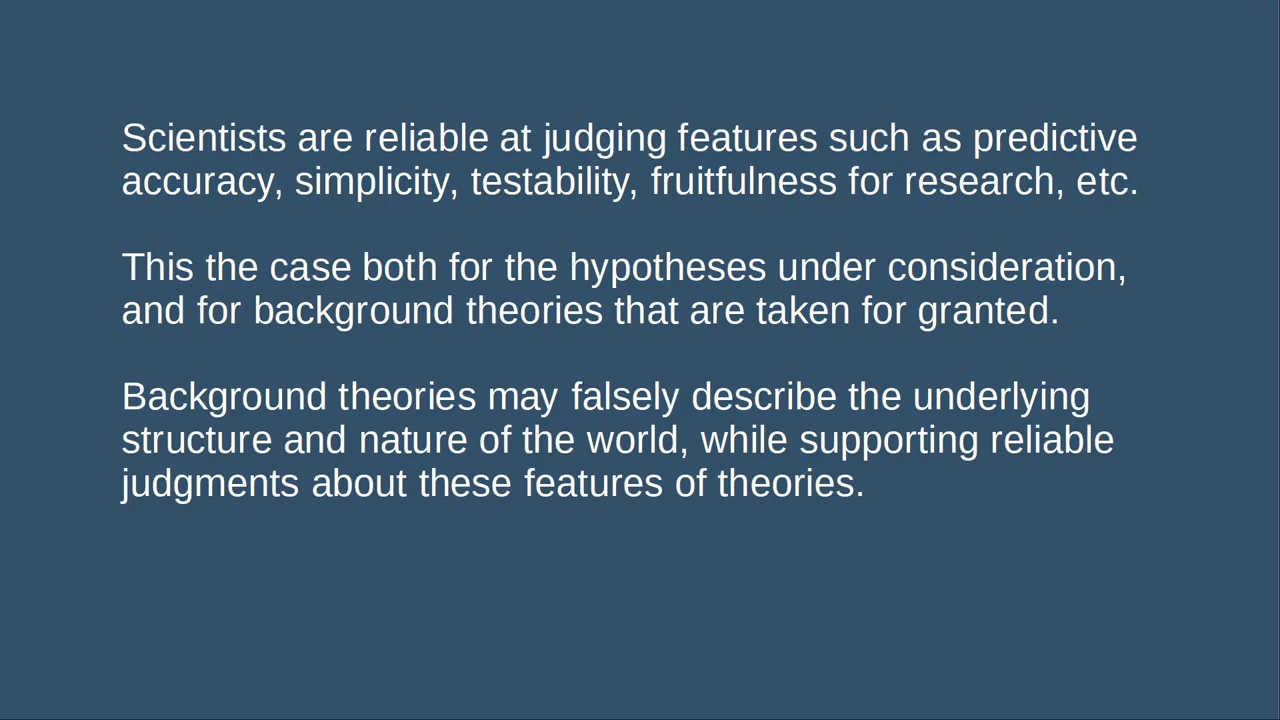 Scientists are reliable at judging features such as predictive
accuracy, simplicity, testability, fruitfulness for research, etc.
This the case both for the hypotheses under consideration,
and for background theories that are taken for granted.
Background theories may falsely describe the underlying
structure and nature of the world, while supporting reliable
judgments about these features of theories.